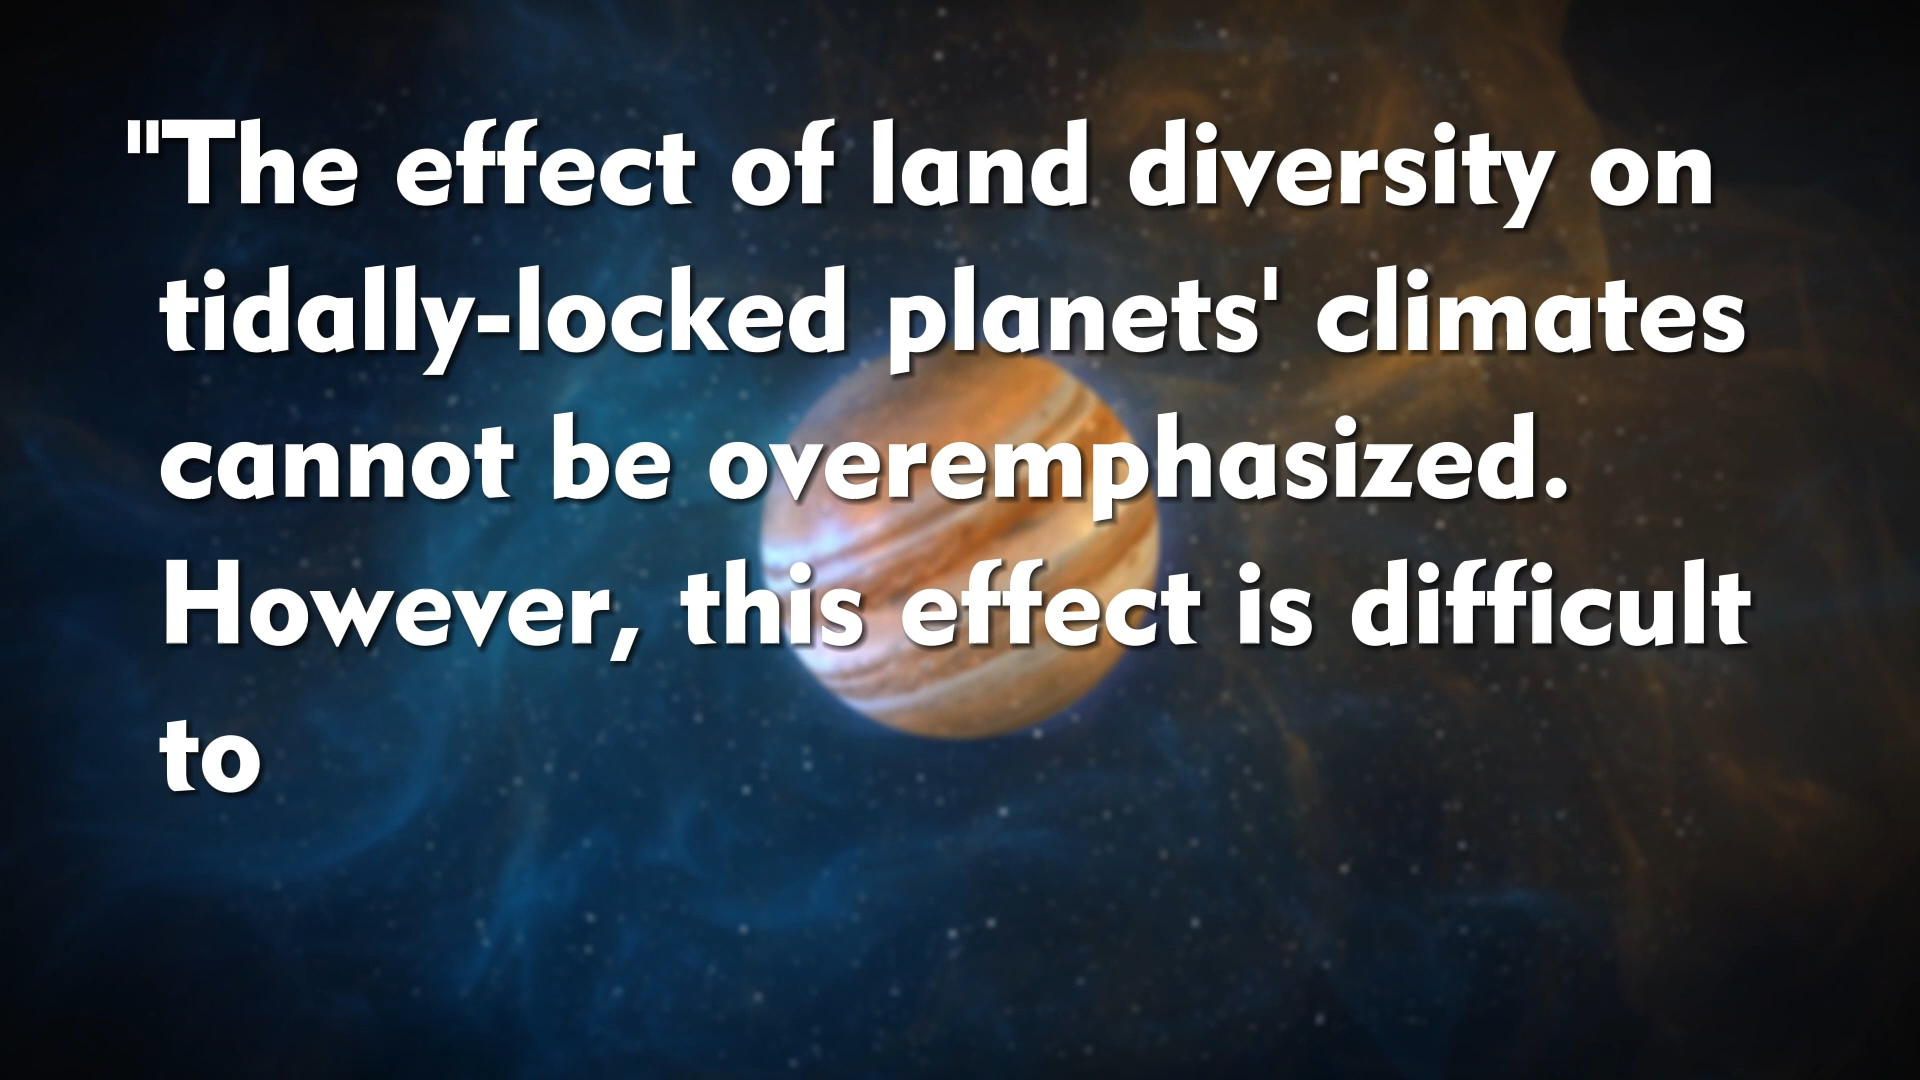 "The effect of land diversity on
tidally-locked planets' climates
cannot be overemphasized.
However, this effect is difficult
to